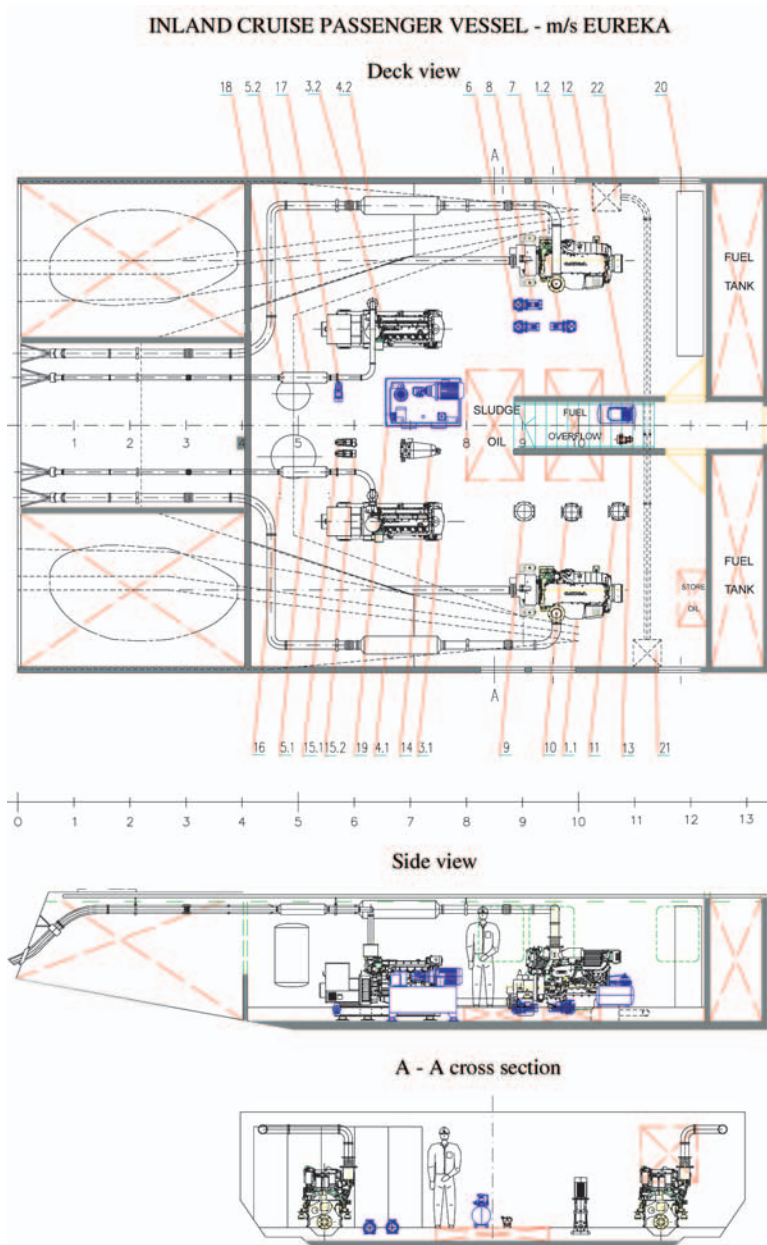 INLAND CRUISE PASSENGER VESSEL - m/s EUREKA
Deck view
18 5.2 17 3.2 4.2 6 8 7 1.2 12 22 20
A
FUEL
TANK
SLUDGE
OIL
FUEL
OVERFLOW
1 2 3 5 8 9 10
FUEL
TANK
STORE
OIL
A
16 5.1 15.1 15.2 19 4.1 14 3.1 9 10 1.1 11 13 21
0 1 2 3 4 5 6 7 8 9 10 11 12 13
Side view
A - A cross section